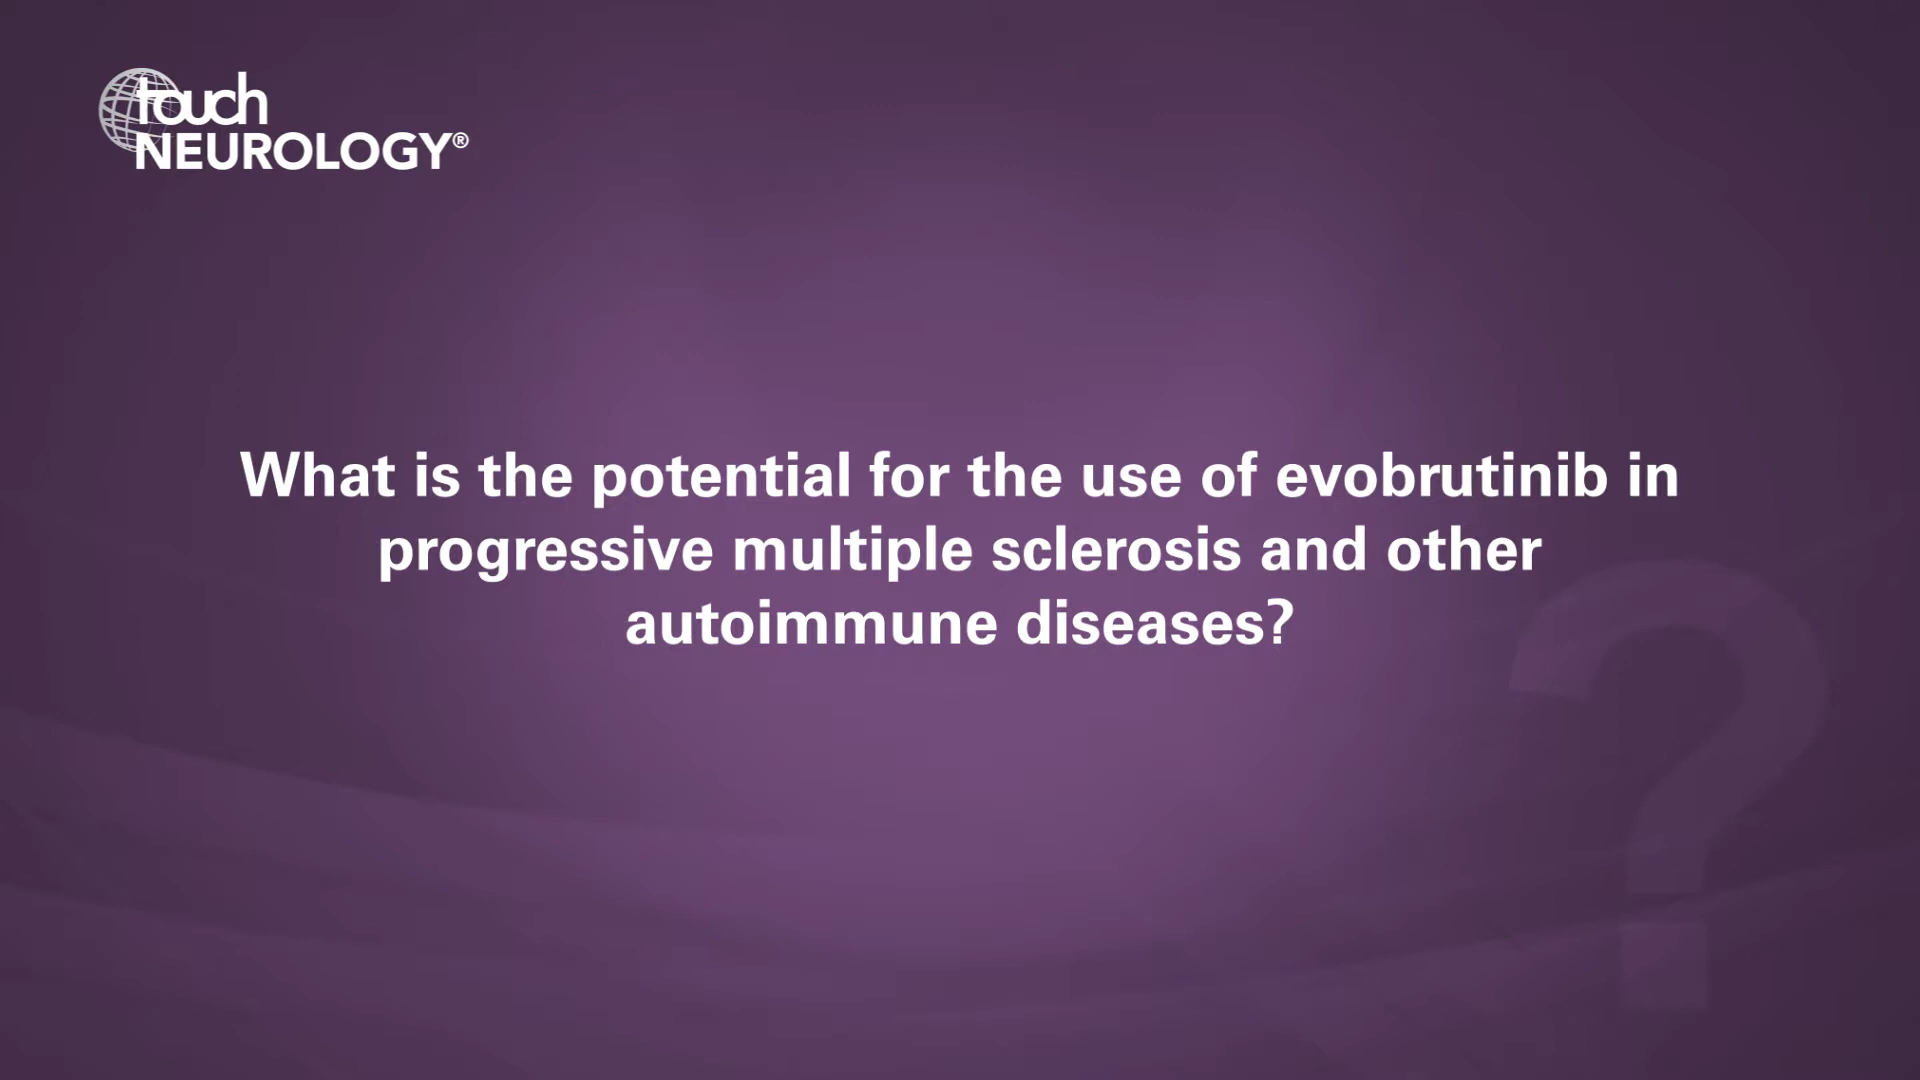 touch
NEUROLOGY®
What is the potential for the use of evobrutinib in
progressive multiple sclerosis and other
autoimmune diseases?
?